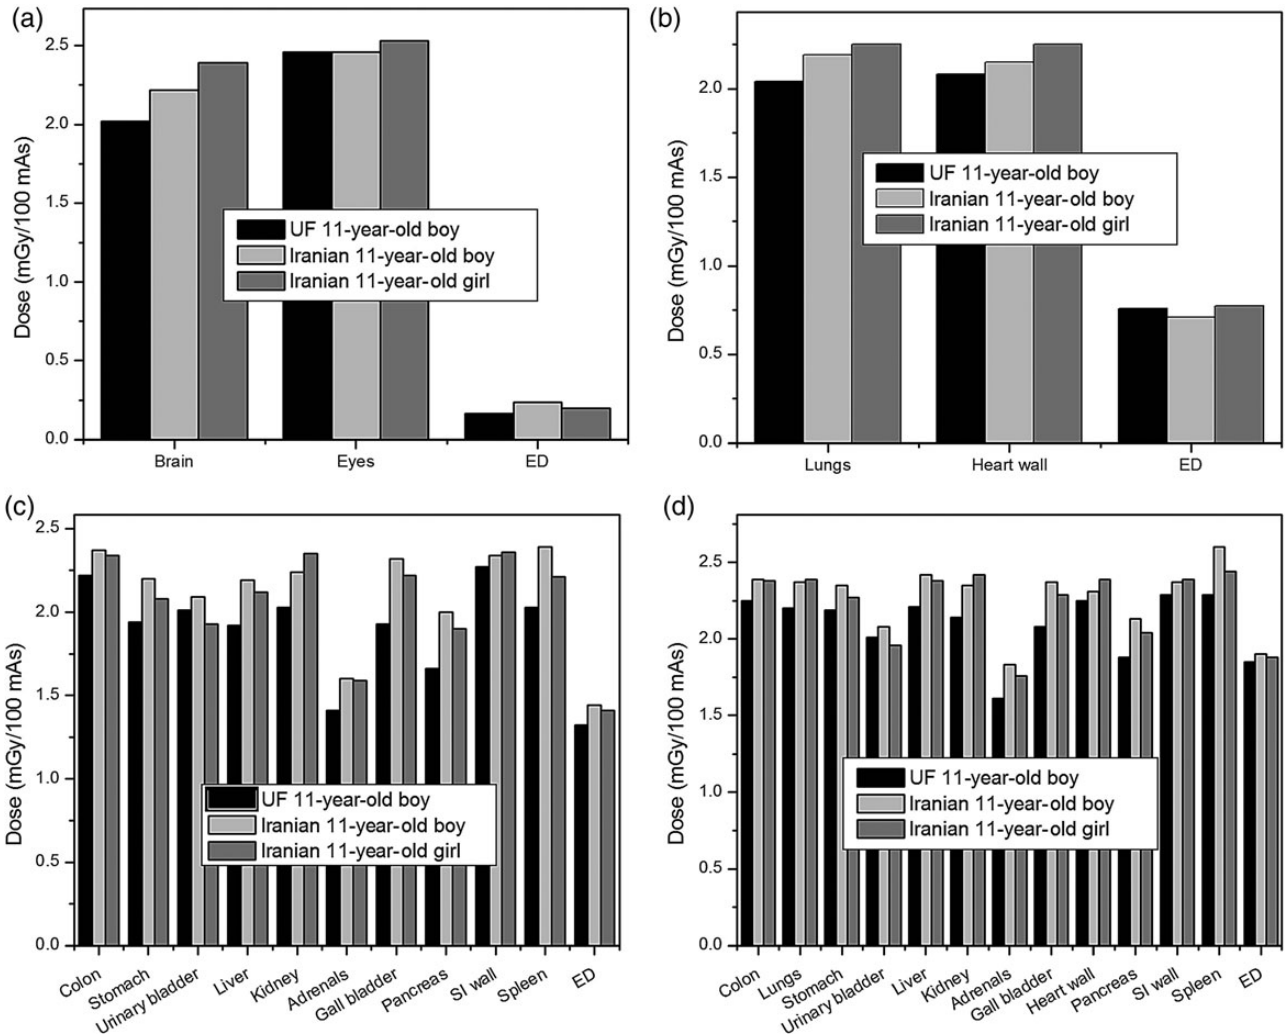 (a)
2.5
2.0
1.5
1.0
0.5
0.0
Dose (mGy/100 mAs)
UF 11-year-old boy
Iranian 11-year-old boy
Iranian 11-year-old girl
Brain Eyes ED
(b)
2.0
1.5
1.0
0.5
0.0
Dose (mGy/100 mAs)
UF 11-year-old boy
Iranian 11-year-old boy
Iranian 11-year-old girl
Lungs Heart wall ED
(c)
2.5
2.0
1.5
1.0
0.5
0.0
Dose (mGy/100 mAs)
UF 11-year-old boy
Iranian 11-year-old boy
Iranian 11-year-old girl
Colon
Stomach
Urinary bladder
Liver
Kidney
Adrenals
Gall bladder
Pancreas
SI wall
Spleen
ED
(d)
2.5
2.0
1.5
1.0
0.5
0.0
Dose (mGy/100 mAs)
UF 11-year-old boy
Iranian 11-year-old boy
Iranian 11-year-old girl
Colon
Lungs
Stomach
Urinary bladder
Liver
Kidney
Adrenals
Gall bladder
Heart wall
Pancreas
SI wall
Spleen
ED